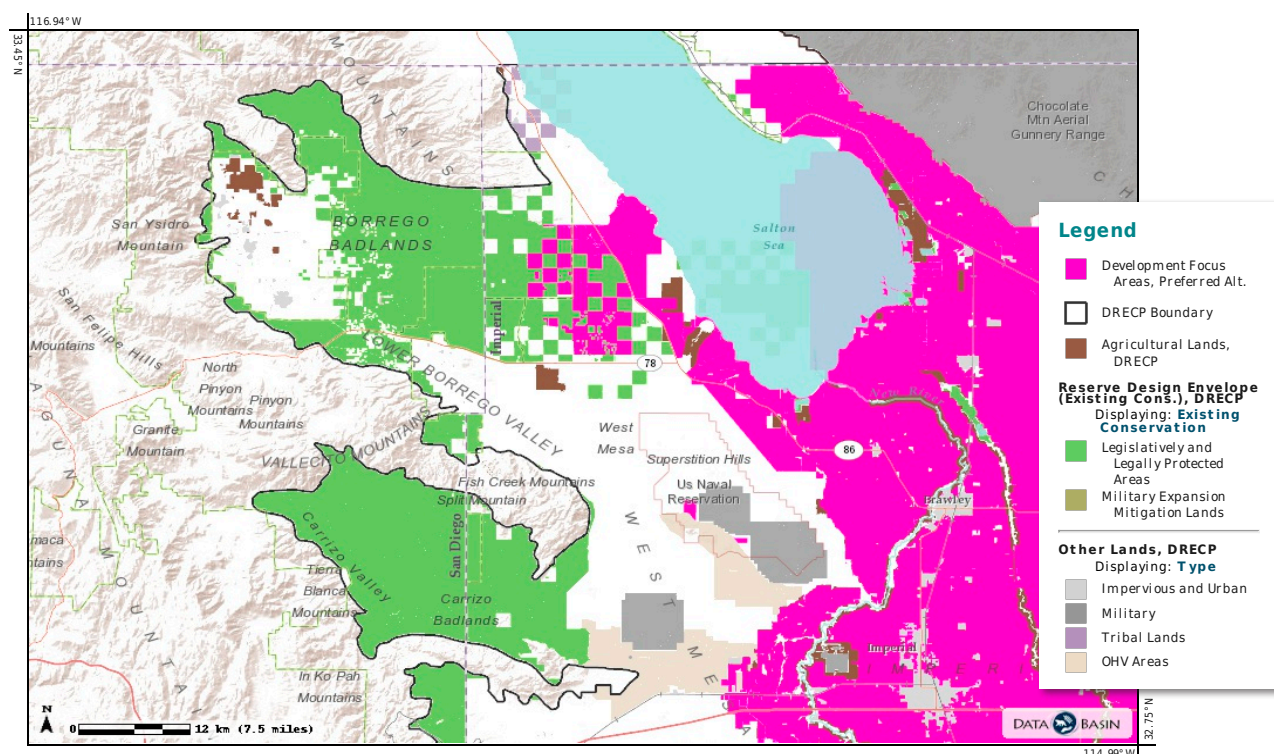 116.94° W
33.45° N
MOUNTAINS
Chocolate
Mtn Aerial
Gunnery Range
C H
San Ysidro
Mountain
BORREGO
BADLANDS
Salton
Sea
San Felipe Hills
Mountains
North
Pinyon
Mountains
Pinyon
Mountains
Granite
Mountain
AGUNA MOUNTAI
LOWER BORREGO VALLEY
Imperial
78
VALLECITO MOUNTAINS
Fish Creek Mountains
Split Mountain
West
Mesa
Superstition Hills
Us Naval
Reservation
New River
86
Brawley
WEST MESA
San Diego
Carrizo Valley
Carrizo
Badlands
maca
ntains
Tierra
Blanca
Mountains
In Ko Pah
Mountains
Imperial
IMPERI
Legend
Development Focus
Areas, Preferred Alt.
DRECP Boundary
Agricultural Lands,
DRECP
Reserve Design Envelope
(Existing Cons.), DRECP
Displaying: Existing
Conservation
Legislatively and
Legally Protected
Areas
Military Expansion
Mitigation Lands
Other Lands, DRECP
Displaying: Type
Impervious and Urban
Military
Tribal Lands
OHV Areas
N
0 12 km (7.5 miles)
DATA BASIN
32.75° N
114.99° W